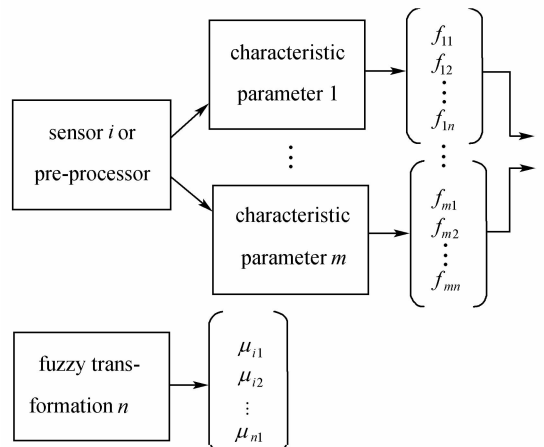 characteristic
parameter 1
f11
f12
⋮
f1n
sensor i or
pre-processor
⋮
⋮
characteristic
parameter m
fm1
fm2
⋮
fmn
fuzzy trans-
formation n
μi1
μi2
⋮
μn1